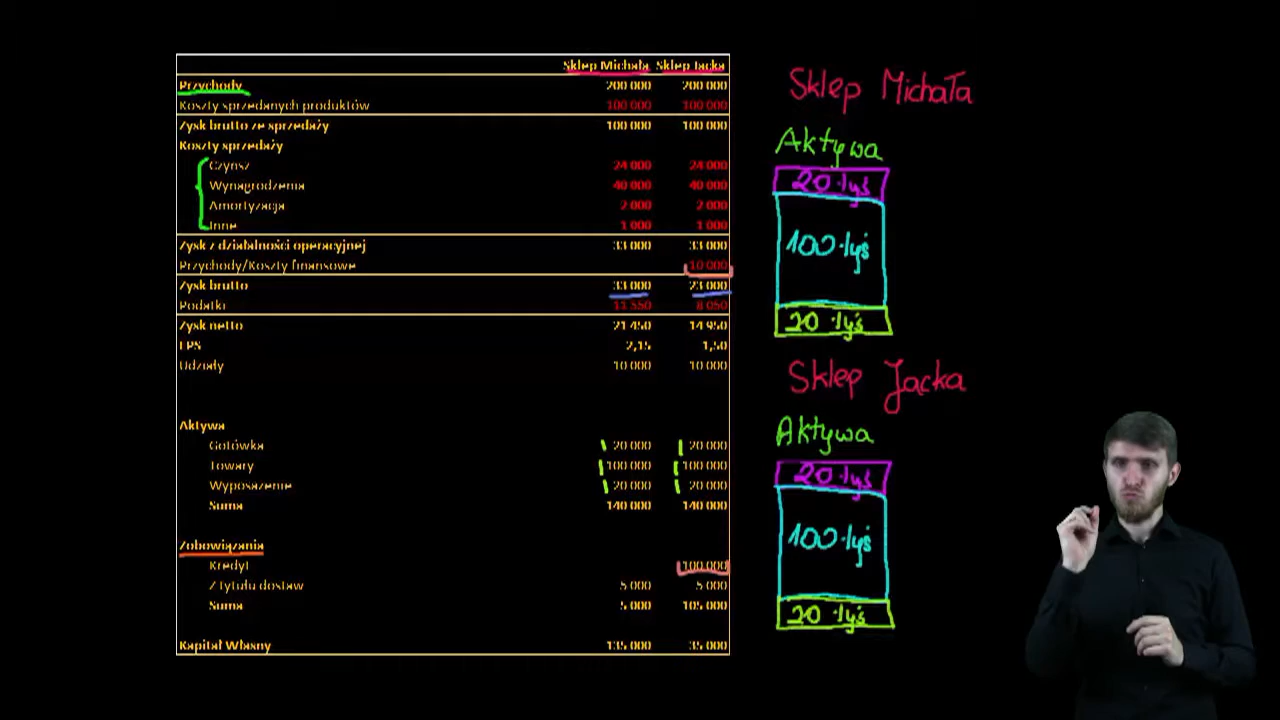 Sklep Michała Sklep Jacka
Przychody 200 000 200 000
Koszty sprzedanych produktów 100 000 100 000
Zysk brutto ze sprzedaży 100 000 100 000
Koszty sprzedaży
Czynsz 24 000 24 000
Wynagrodzenia 40 000 40 000
Amortyzacja 2 000 2 000
Inne 1 000 1 000
Zysk z działalności operacyjnej 33 000 33 000
Przychody/Koszty finansowe 10 000
Zysk brutto 33 000 23 000
Podatki 11 550 8 050
Zysk netto 21 450 14 950
EPS 2,15 1,50
Udziały 10 000 10 000
Aktywa
Gotówka 20 000 20 000
Towary 100 000 100 000
Wyposażenie 20 000 20 000
Suma 140 000 140 000
Zobowiązania
Kredyt 100 000
Z tytułu dostaw 5 000 5 000
Suma 5 000 105 000
Kapitał Własny 135 000 35 000
Sklep Michała
Aktywa
20 tyś
100 tyś
20 tyś
Sklep Jacka
Aktywa
20 tyś
100 tyś
20 tyś